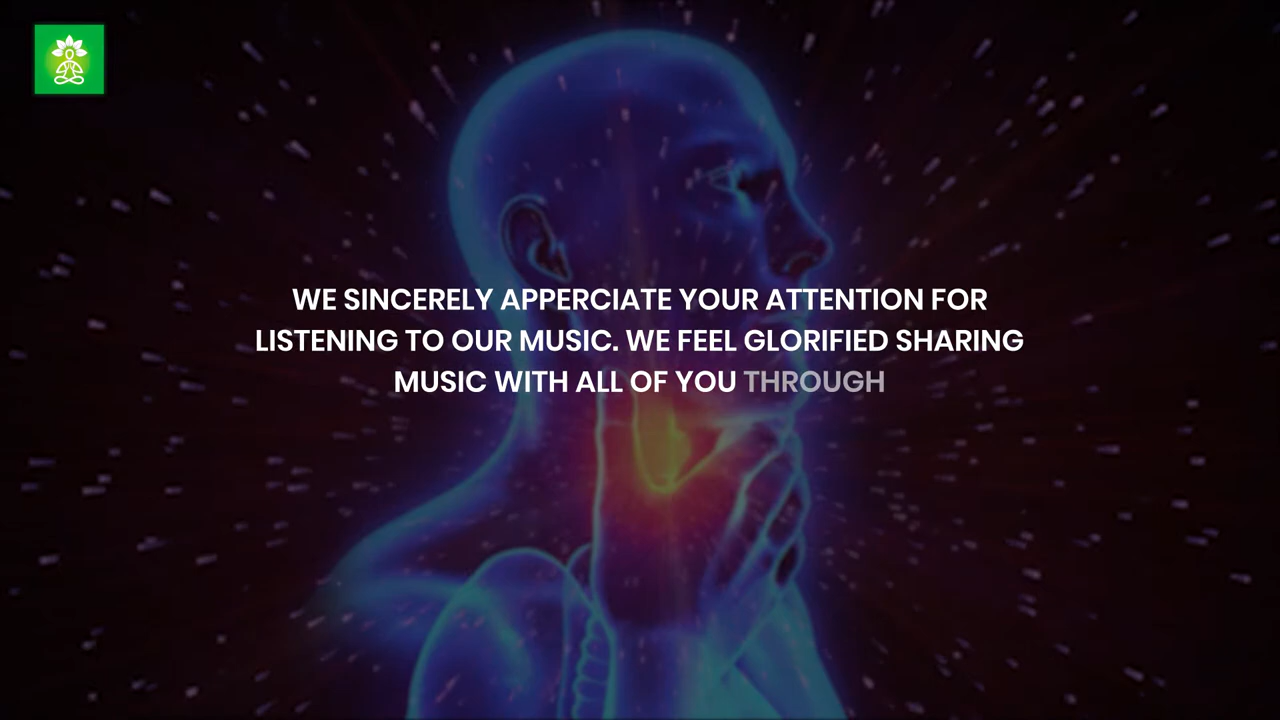 WE SINCERELY APPERCIATE YOUR ATTENTION FOR
LISTENING TO OUR MUSIC. WE FEEL GLORIFIED SHARING
MUSIC WITH ALL OF YOU THROUGH